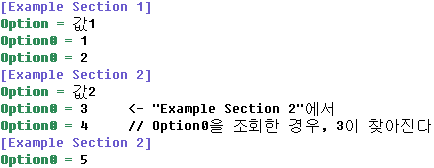 [Example Section 1]
Option = 값1
Option0 = 1
Option0 = 2
[Example Section 2]
Option = 값2
Option0 = 3 <- "Example Section 2"에서
Option0 = 4 // Option0을 조회한 경우, 3이 찾아진다
[Example Section 2]
Option0 = 5